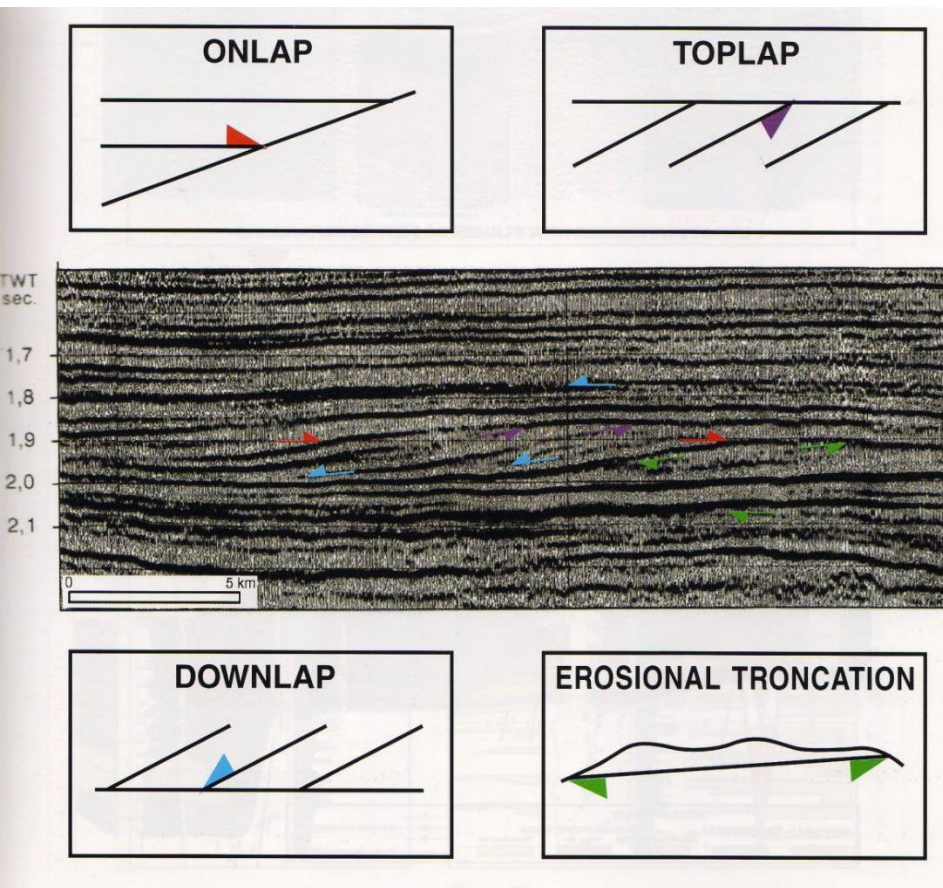 ONLAP
TOPLAP
TWT
sec.
1,7
1,8
1,9
2,0
2,1
0 5 km
DOWNLAP
EROSIONAL TRONCATION